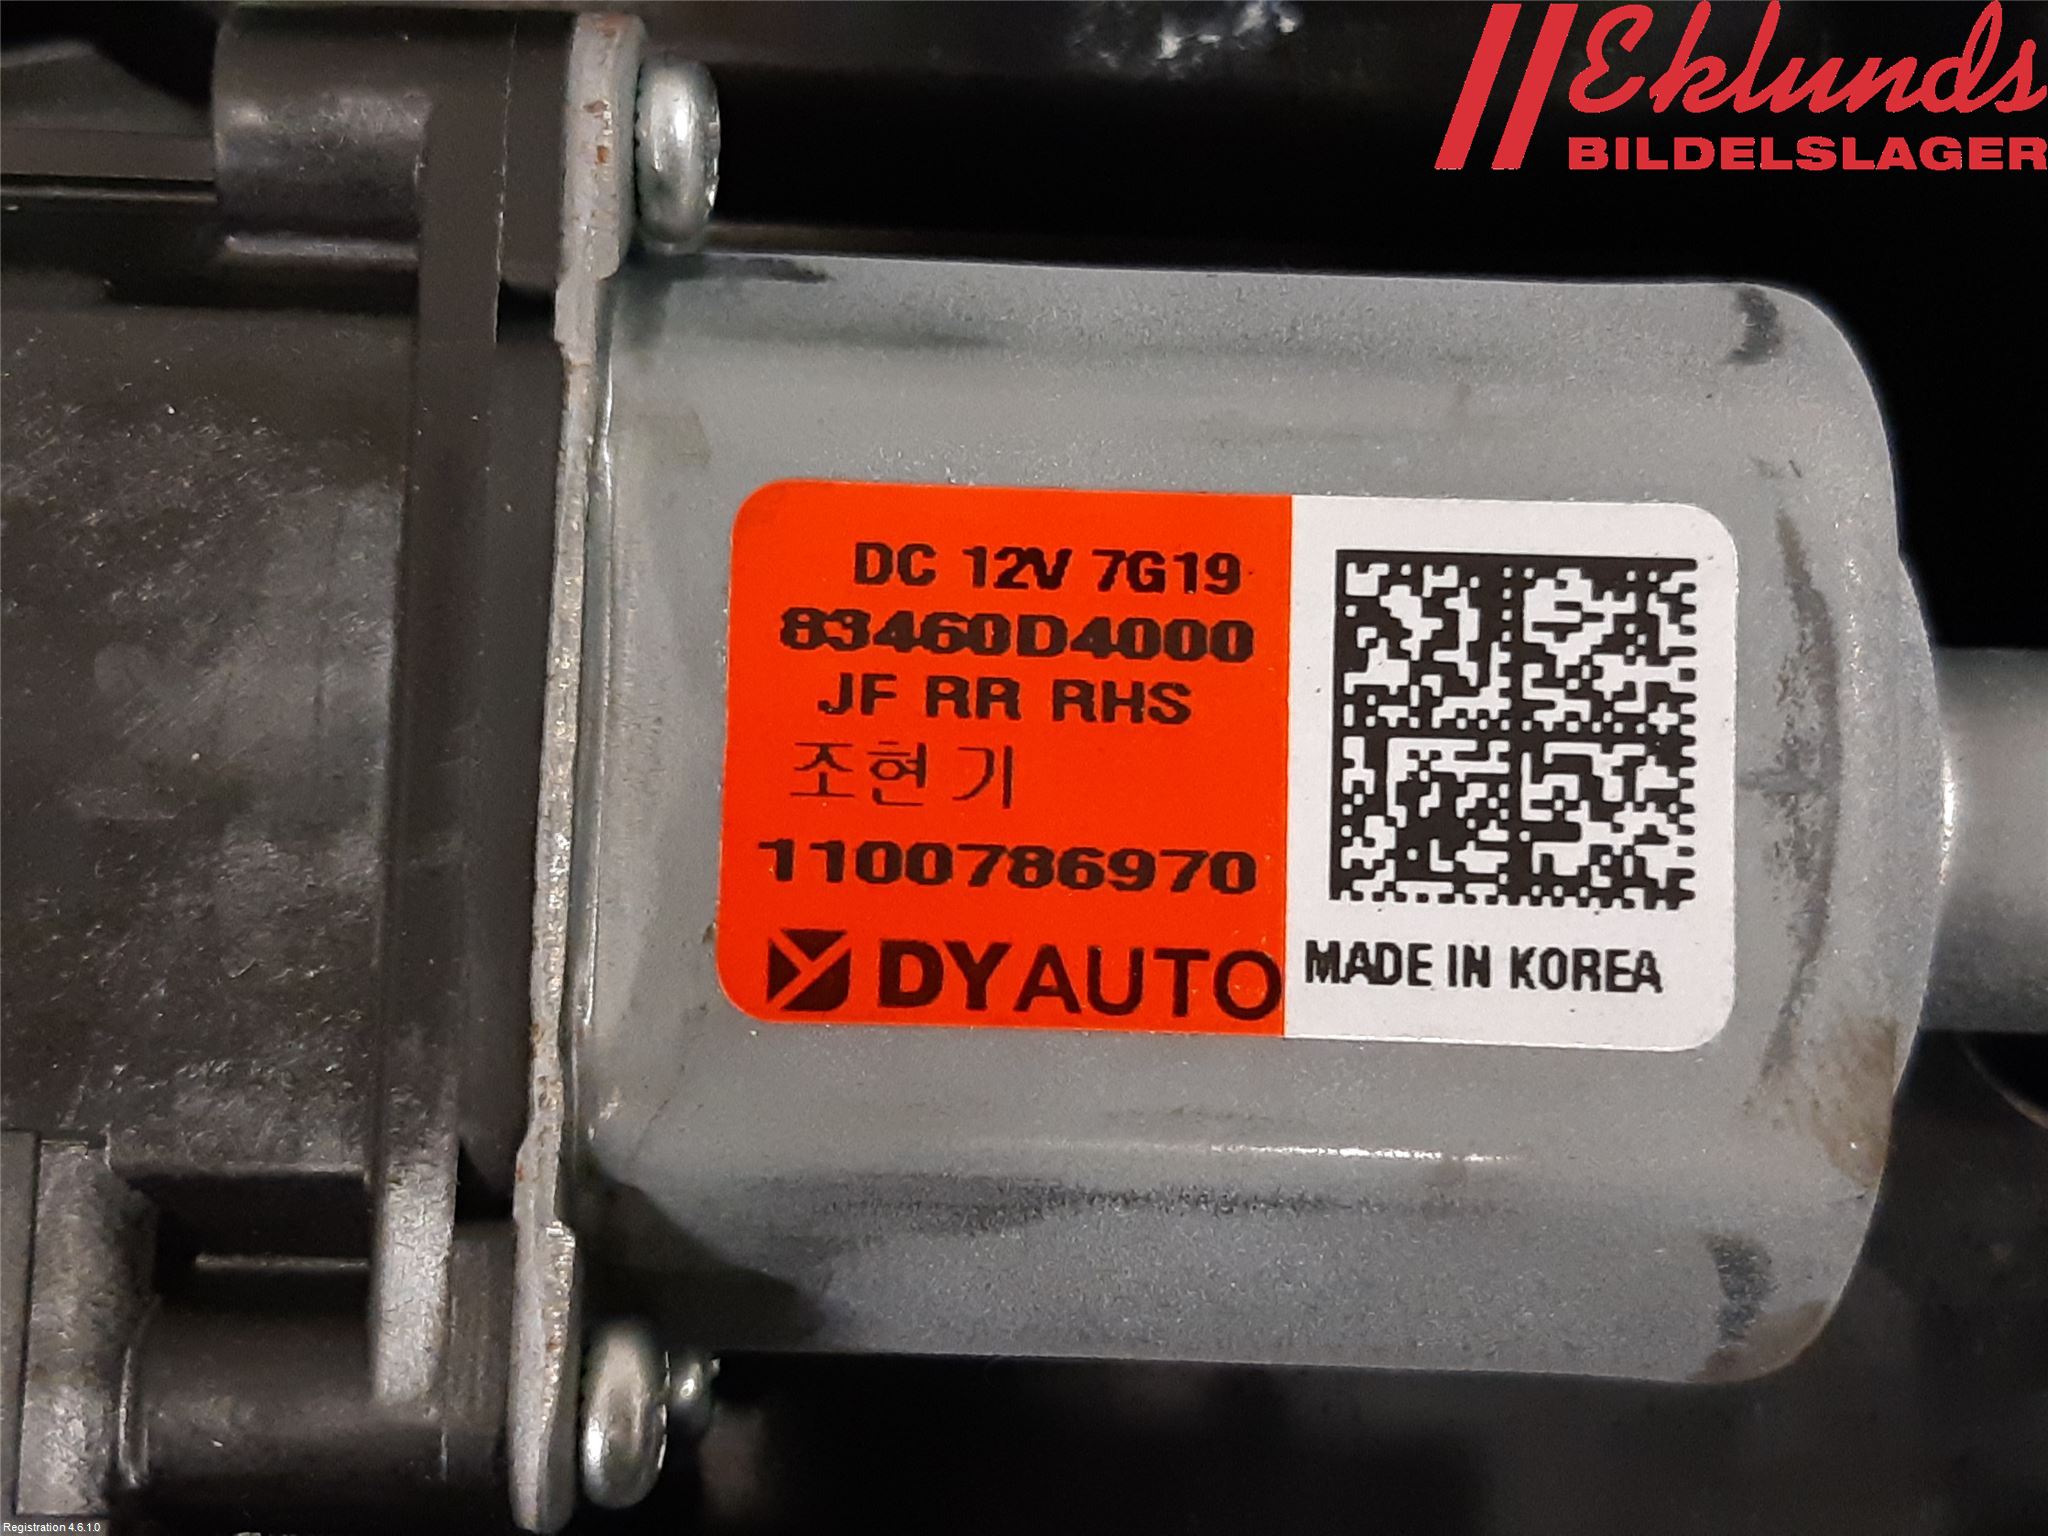 Eklunds
BILDELSLAGER
DC 12V 7G19
83460D4000
JF RR RHS
조현기
1100786970
DYAUTO
MADE IN KOREA
Registration 4.6.1.0